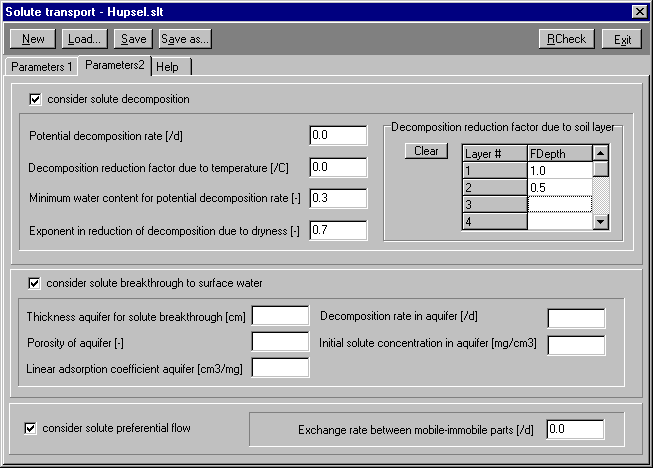 Solute transport - Hupsel.slt
New Load... Save Save as... RCheck Exit
Parameters 1 Parameters2 Help
consider solute decomposition
Potential decomposition rate [/d] 0.0
Decomposition reduction factor due to temperature [/C] 0.0
Minimum water content for potential decomposition rate [-] 0.3
Exponent in reduction of decomposition due to dryness [-] 0.7
Decomposition reduction factor due to soil layer
Clear
Layer # FDepth
1 1.0
2 0.5
3
4
consider solute breakthrough to surface water
Thickness aquifer for solute breakthrough [cm]
Porosity of aquifer [-]
Linear adsorption coefficient aquifer [cm3/mg]
Decomposition rate in aquifer [/d]
Initial solute concentration in aquifer [mg/cm3]
consider solute preferential flow
Exchange rate between mobile-immobile parts [/d] 0.0